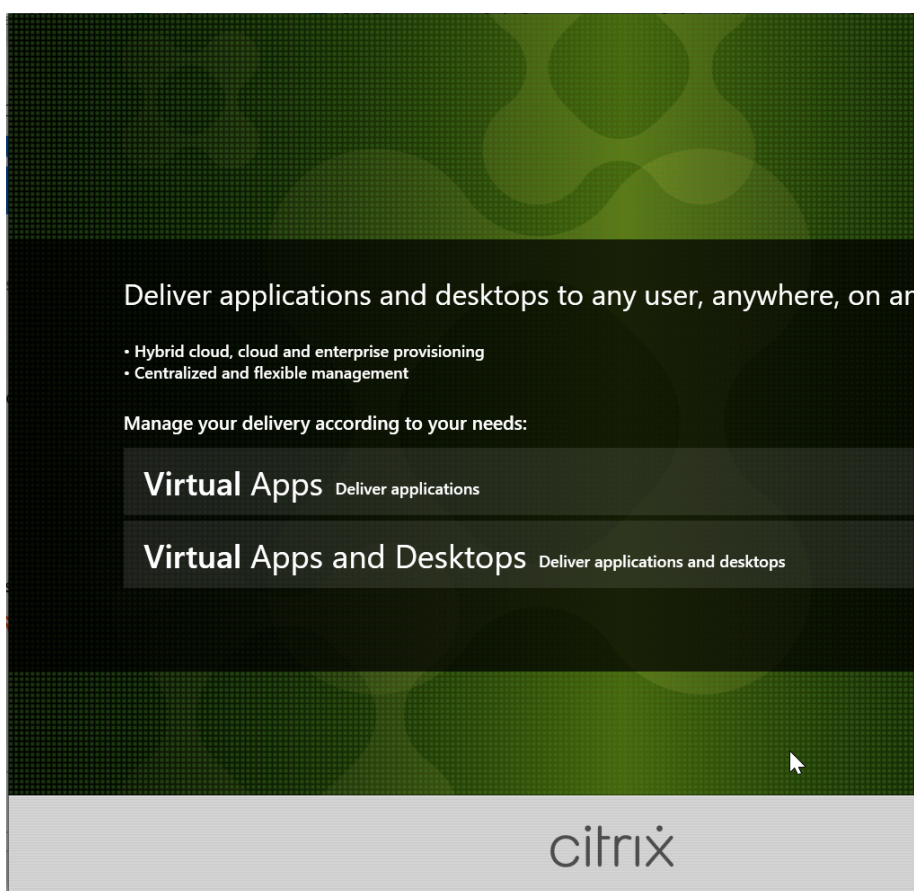 Deliver applications and desktops to any user, anywhere, on
• Hybrid cloud, cloud and enterprise provisioning
• Centralized and flexible management
Manage your delivery according to your needs:
Virtual Apps Deliver applications
Virtual Apps and Desktops Deliver applications and desktops
citrix